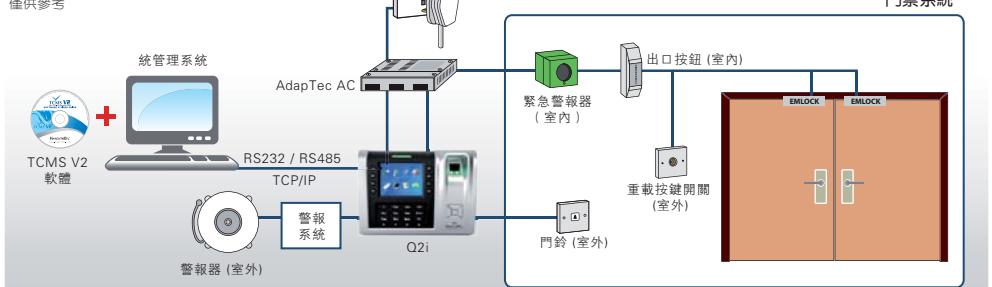 僅供參考
門禁系統
統管理系統
AdapTec AC
出口按鈕 (室內)
緊急警報器
( 室內 )
EMLOCK
EMLOCK
TCMS V2
TCMS V2
軟體
RS232 / RS485
TCP/IP
重載按鍵開關
(室外)
警報
系統
Q2i
門鈴 (室外)
警報器 (室外)